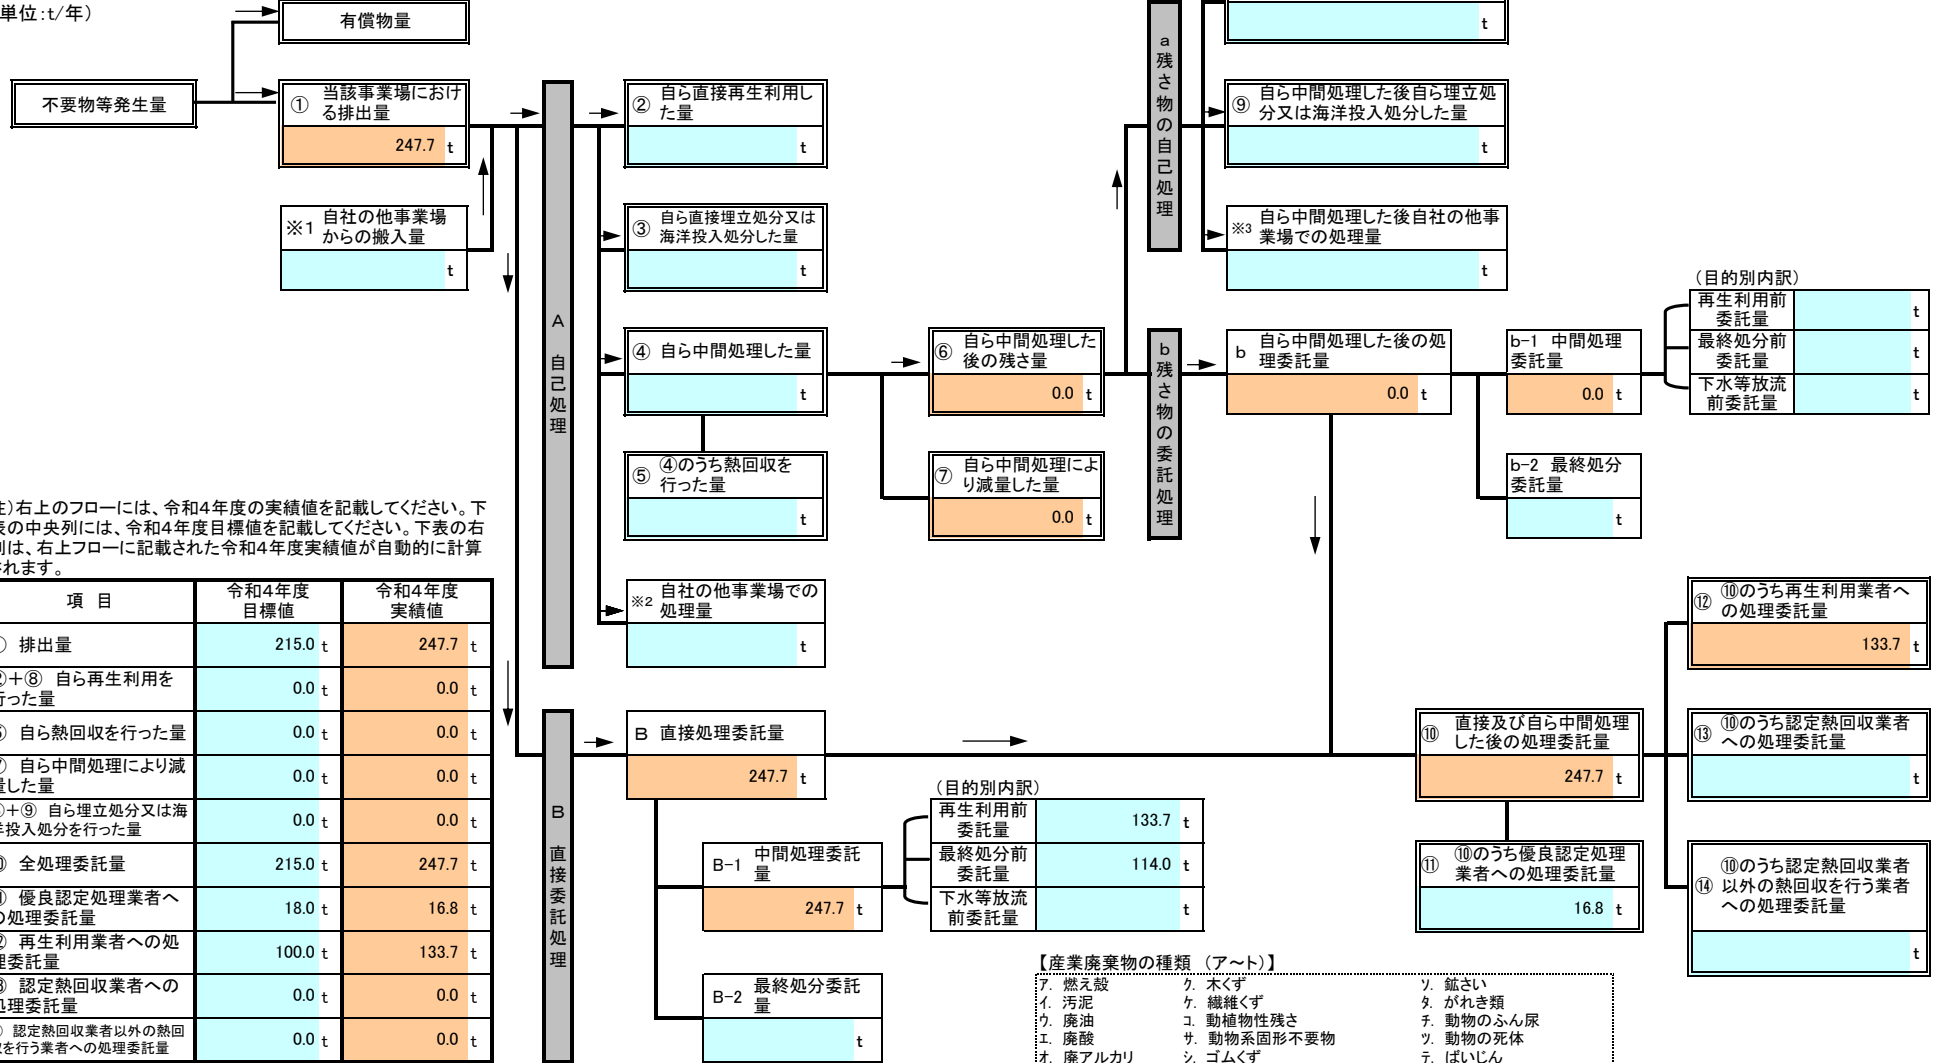 単位:t/年）
有償物量
不要物等発生量
① 当該事業場におけ
る排出量
247.7 t
※1 自社の他事業場
からの搬入量
t
A 自己処理
② 自ら直接再生利用し
た量
t
③ 自ら直接埋立処分又は
海洋投入処分した量
t
④ 自ら中間処理した量
t
⑤ ④のうち熱回収を
行った量
t
※2 自社の他事業場での
処理量
t
⑥ 自ら中間処理した
後の残さ量
0.0 t
⑦ 自ら中間処理によ
り減量した量
0.0 t
a 残さ物の自己処理
t
⑨ 自ら中間処理した後自ら埋立処
分又は海洋投入処分した量
t
※3 自ら中間処理した後自社の他事
業場での処理量
t
b 残さ物の委託処理
b 自ら中間処理した後の処
理委託量
0.0 t
b-1 中間処理
委託量
0.0 t
b-2 最終処分
委託量
t
（目的別内訳）
再生利用前
委託量
t
最終処分前
委託量
t
下水等放流
前委託量
t
)右上のフローには、令和4年度の実績値を記載してください。下
表の中央列には、令和4年度目標値を記載してください。下表の右
列は、右上フローに記載された令和4年度実績値が自動的に計算
されます。
項 目
令和4年度
目標値
令和4年度
実績値
排出量 215.0 t 247.7 t
②+⑧ 自ら再生利用を
行った量 0.0 t 0.0 t
自ら熱回収を行った量 0.0 t 0.0 t
自ら中間処理により減
量した量 0.0 t 0.0 t
+⑨ 自ら埋立処分又は海
洋投入処分を行った量 0.0 t 0.0 t
全処理委託量 215.0 t 247.7 t
優良認定処理業者へ
の処理委託量 18.0 t 16.8 t
再生利用業者への処
理委託量 100.0 t 133.7 t
認定熱回収業者への
処理委託量 0.0 t 0.0 t
認定熱回収業者以外の熱回
収を行う業者への処理委託量 0.0 t 0.0 t
B 直接委託処理
B 直接処理委託量
247.7 t
B-1 中間処理委託
量
247.7 t
B-2 最終処分委託
量
t
（目的別内訳）
再生利用前
委託量
133.7 t
最終処分前
委託量
114.0 t
下水等放流
前委託量
t
⑩ 直接及び自ら中間処理
した後の処理委託量
247.7 t
⑪ ⑩のうち優良認定処理
業者への処理委託量
16.8 t
⑫ ⑩のうち再生利用業者へ
の処理委託量
133.7 t
⑬ ⑩のうち認定熱回収業者
への処理委託量
t
⑭ ⑩のうち認定熱回収業者
以外の熱回収を行う業者
への処理委託量
t
【産業廃棄物の種類 （ア～ト）】
ア. 燃え殻 ク. 木くず ソ. 鉱さい
イ. 汚泥 ケ. 繊維くず タ. がれき類
ウ. 廃油 コ. 動植物性残さ チ. 動物のふん尿
エ. 廃酸 サ. 動物系固形不要物 ツ. 動物の死体
オ. 廃アルカリ シ. ゴムくず テ. ばいじん